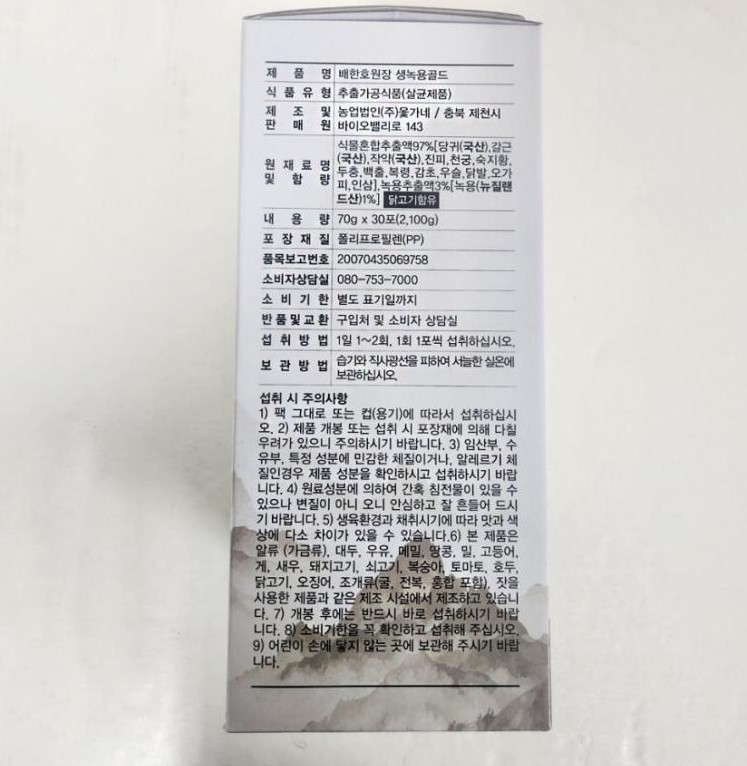 제 품 명 배한호원장 생녹용골드
식 품 유 형 추출가공식품(살균제품)
제 조 및 농업법인(주)옻가네 / 충북 제천시
판 매 원 바이오밸리로 143
식물혼합추출액97%[당귀(국산),갈근
원 재 료 명 (국산),작약(국산),진피,천궁,숙지황,
및 함 량 두충,백출,복령,감초,우슬,닭발,오가
피,인삼],녹용추출액3%[녹용(뉴질랜
드산)1%] 닭고기함유
내 용 량 70g x 30포(2,100g)
포 장 재 질 폴리프로필렌(PP)
품목보고번호 20070435069758
소비자상담실 080-753-7000
소 비 기 한 별도 표기일까지
반 품 및 교 환 구입처 및 소비자 상담실
섭 취 방 법 1일 1~2회, 1회 1포씩 섭취하십시오.
보 관 방 법 습기와 직사광선을 피하여 서늘한 실온에
보관하십시오.
섭취 시 주의사항
1) 팩 그대로 또는 컵(용기)에 따라서 섭취하십시
오. 2) 제품 개봉 또는 섭취 시 포장재에 의해 다칠
우려가 있으니 주의하시기 바랍니다. 3) 임산부, 수
유부, 특정 성분에 민감한 체질이거나, 알레르기 체
질인경우 제품 성분을 확인하시고 섭취하시기 바랍
니다. 4) 원료성분에 의하여 간혹 침전물이 있을 수
있으나 변질이 아니 오니 안심하고 잘 흔들어 드시
기 바랍니다. 5) 생육환경과 채취시기에 따라 맛과 색
상에 다소 차이가 있을 수 있습니다.6) 본 제품은
알류 (가금류), 대두, 우유, 메밀, 땅콩, 밀, 고등어,
게, 새우, 돼지고기, 쇠고기, 복숭아, 토마토, 호두,
닭고기, 오징어, 조개류(굴, 전복, 홍합 포함), 잣을
사용한 제품과 같은 제조 시설에서 제조하고 있습니
다. 7) 개봉 후에는 반드시 바로 섭취하시기 바랍
니다. 8) 소비기한을 꼭 확인하고 섭취해 주십시오.
9) 어린이 손에 닿지 않는 곳에 보관해 주시기 바랍
니다.